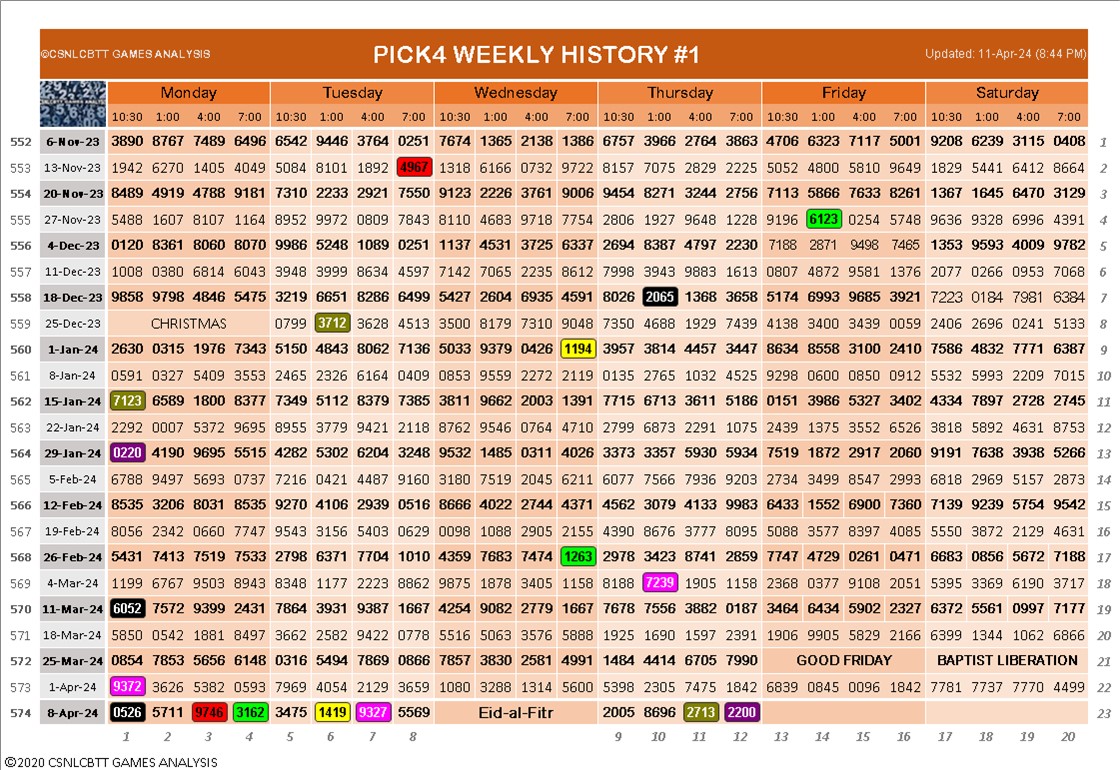 ©CSNLCBTT GAMES ANALYSIS PICK4 WEEKLY HISTORY #1 Updated: 11-Apr-24 (8:44 PM)
Monday Tuesday Wednesday Thursday Friday Saturday
10:30 1:00 4:00 7:00 10:30 1:00 4:00 7:00 10:30 1:00 4:00 7:00 10:30 1:00 4:00 7:00 10:30 1:00 4:00 7:00 10:30 1:00 4:00 7:00
552 6-Nov-23 3890 8767 7489 6496 6542 9446 3764 0251 7674 1365 2138 1386 6757 3966 2764 3863 4706 6323 7117 5001 9208 6239 3115 0408 1
553 13-Nov-23 1942 6270 1405 4049 5084 8101 1892 4967 1318 6166 0732 9722 8157 7075 2829 2225 5052 4800 5810 9649 1829 5441 6412 8664 2
554 20-Nov-23 8489 4919 4788 9181 7310 2233 2921 7550 9123 2226 3761 9006 9454 8271 3244 2756 7113 5866 7633 8261 1367 1645 6470 3129 3
555 27-Nov-23 5488 1607 8107 1164 8952 9972 0809 7843 8110 4683 9718 7754 2806 1927 9648 1228 9196 6123 0254 5748 9636 9328 6996 4391 4
556 4-Dec-23 0120 8361 8060 8070 9986 5248 1089 0251 1137 4531 3725 6337 2694 8387 4797 2230 7188 2871 9498 7465 1353 9593 4009 9782 5
557 11-Dec-23 1008 0380 6814 6043 3948 3999 8634 4597 7142 7065 2235 8612 7998 3943 9883 1613 0807 4872 9581 1376 2077 0266 0953 7068 6
558 18-Dec-23 9858 9798 4846 5475 3219 6651 8286 6499 5427 2604 6935 4591 8026 2065 1368 3658 5174 6993 9685 3921 7223 0184 7981 6384 7
559 25-Dec-23 CHRISTMAS 0799 3712 3628 4513 3500 8179 7310 9048 7350 4688 1929 7439 4138 3400 3439 0059 2406 2696 0241 5133 8
560 1-Jan-24 2630 0315 1976 7343 5150 4843 8062 7136 5033 9379 0426 1194 3957 3814 4457 3447 8634 8558 3100 2410 7586 4832 7771 6387 9
561 8-Jan-24 0591 0327 5409 3553 2465 2326 6164 0409 0853 9559 2272 2119 0135 2765 1032 4525 9298 0600 0850 0912 5532 5993 2209 7015 10
562 15-Jan-24 7123 6589 1800 8377 7349 5112 8379 7385 3811 9662 2003 1391 7715 6713 3611 5186 0151 3986 5327 3402 4334 7897 2728 2745 11
563 22-Jan-24 2292 0007 5372 9695 8955 3779 9421 2118 8762 9546 0764 4710 2799 6873 2291 1075 2439 1375 3552 6526 3818 5892 4631 8753 12
564 29-Jan-24 0220 4190 9695 5515 4282 5302 6204 3248 9532 1485 0311 4026 3373 3357 5930 5934 7519 1872 2917 2060 9191 7638 3938 5266 13
565 5-Feb-24 6788 9497 5693 0737 7216 0421 4487 9160 3180 7519 2045 6211 6077 7566 7936 9203 2734 3499 8547 2993 6818 2969 5157 2873 14
566 12-Feb-24 8535 3206 8031 8535 9270 4106 2939 0516 8666 4022 2744 4371 4562 3079 4133 9983 6433 1552 6900 7360 7139 9239 5754 9542 15
567 19-Feb-24 8056 2342 0660 7747 9543 3156 5403 0629 0098 1088 2905 2155 4390 8676 3777 8095 5088 3577 8397 4085 5550 3872 2129 4631 16
568 26-Feb-24 5431 7413 7519 7533 2798 6371 7704 1010 4359 7683 7474 1263 2978 3423 8741 2859 7747 4729 0261 0471 6683 0856 5672 7188 17
569 4-Mar-24 1199 6767 9503 8943 8348 1177 2223 8862 9875 1878 3405 1158 8188 7239 1905 1158 2368 0377 9108 2051 5395 3369 6190 3717 18
570 11-Mar-24 6052 7572 9399 2431 7864 3931 9387 1667 4254 9082 2779 1667 7678 7556 3882 0187 3464 6434 5902 2327 6372 5561 0997 7177 19
571 18-Mar-24 5850 0542 1881 8497 3662 2582 9422 0778 5516 5063 3576 5888 1925 1690 1597 2391 1906 9905 5829 2166 6399 1344 1062 6866 20
572 25-Mar-24 0854 7853 5656 6148 0316 5494 7869 0866 7857 3830 2581 4991 1484 4414 6705 7990 GOOD FRIDAY BAPTIST LIBERATION 21
573 1-Apr-24 9372 3626 5382 0593 7969 4054 2129 3659 1080 3288 1314 5600 5398 2305 7475 1842 6839 0845 0096 1842 7781 7737 7770 4499 22
574 8-Apr-24 0526 5711 9746 3162 3475 1419 9327 5569 Eid-al-Fitr 2005 8696 2713 2200 23
1 2 3 4 5 6 7 8 9 10 11 12 13 14 15 16 17 18 19 20
©2020 CSNLCBTT GAMES ANALYSIS